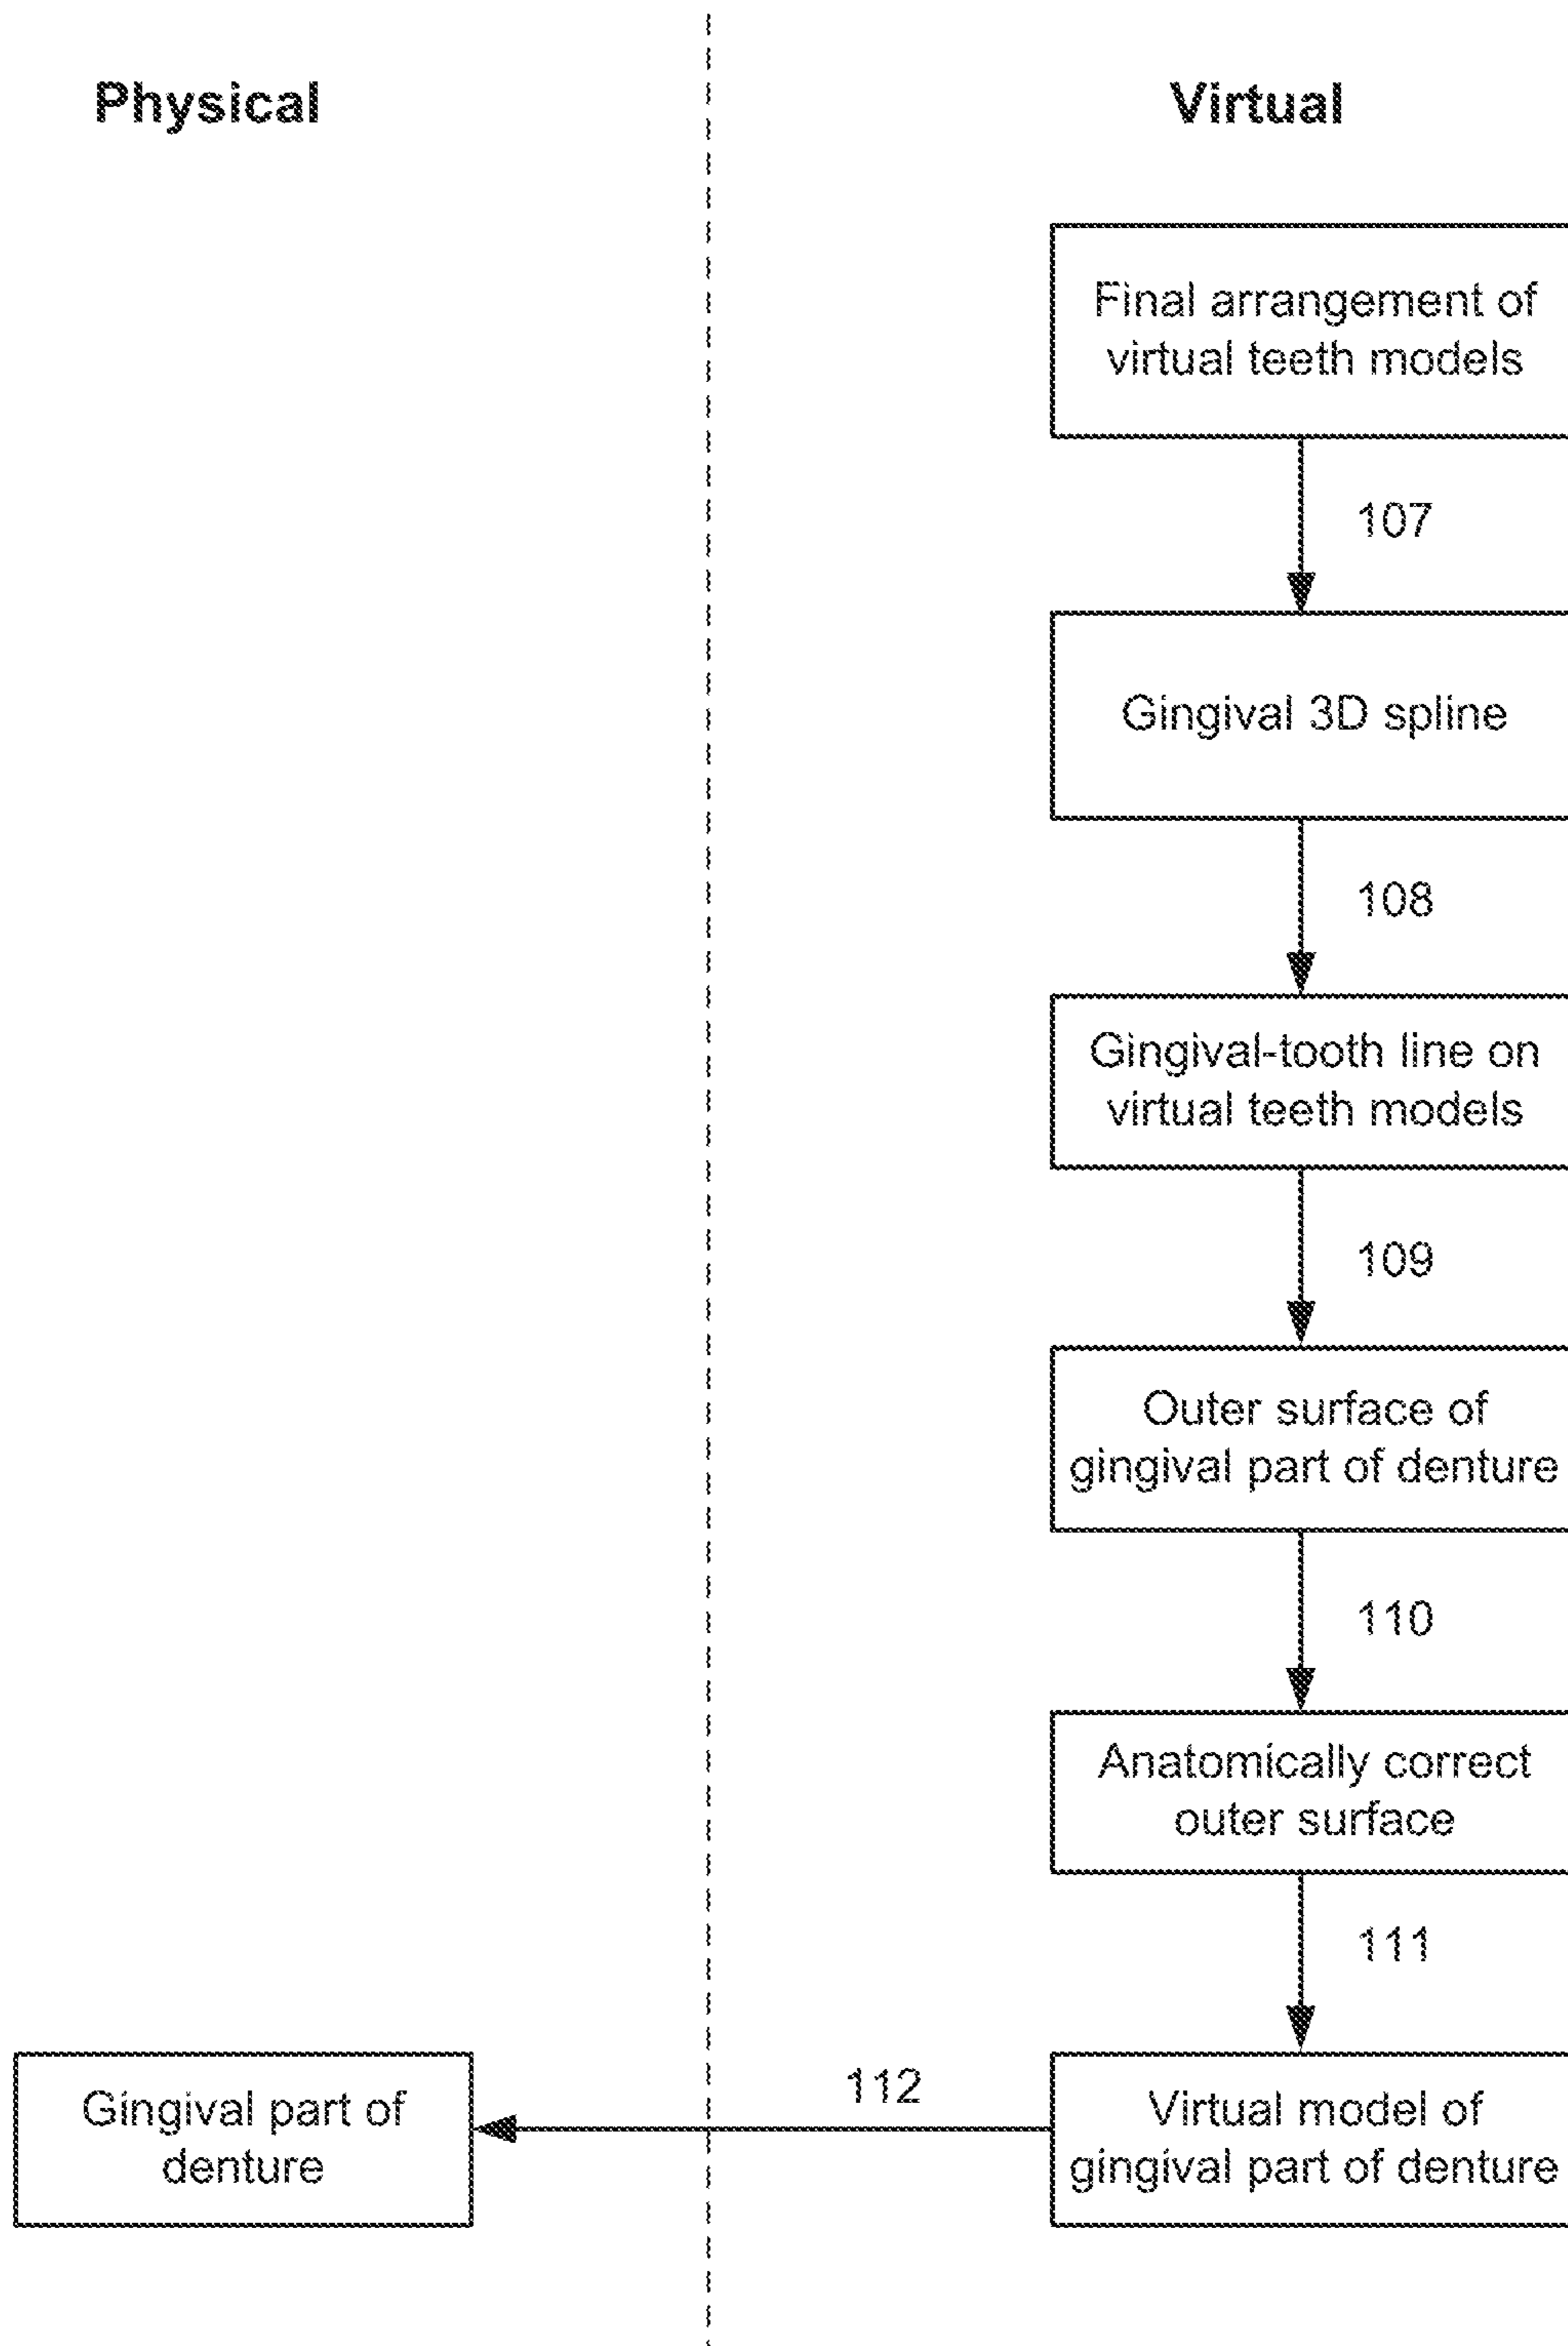 Physical
Virtual
Final arrangement of
virtual teeth models
107
Gingival 3D spline
108
Gingival-tooth line on
virtual teeth models
109
Outer surface of
gingival part of denture
110
Anatomically correct
outer surface
111
Gingival part of
denture
112
Virtual model of
gingival part of denture